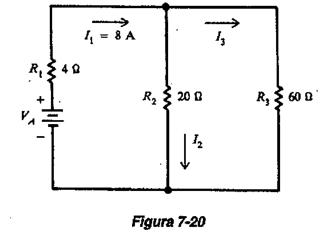 I₁ = 8 A
I₃
R₁ 4 Ω
R₂ 20 Ω
R₃ 60 Ω
+
V_A
−
I₂
Figura 7-20